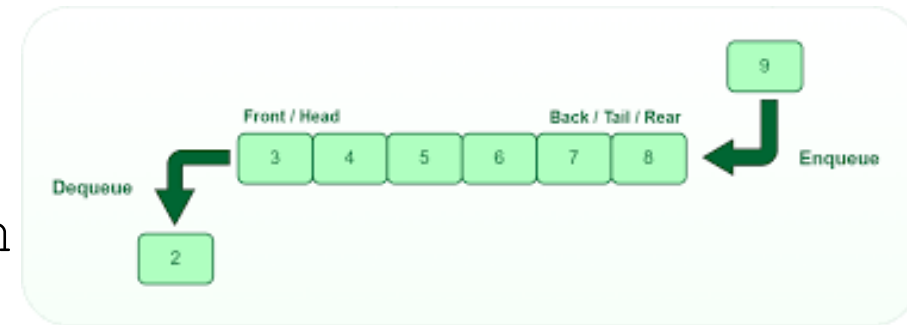 9
Front / Head Back / Tail / Rear
3 4 5 6 7 8
Enqueue
Dequeue
n
2